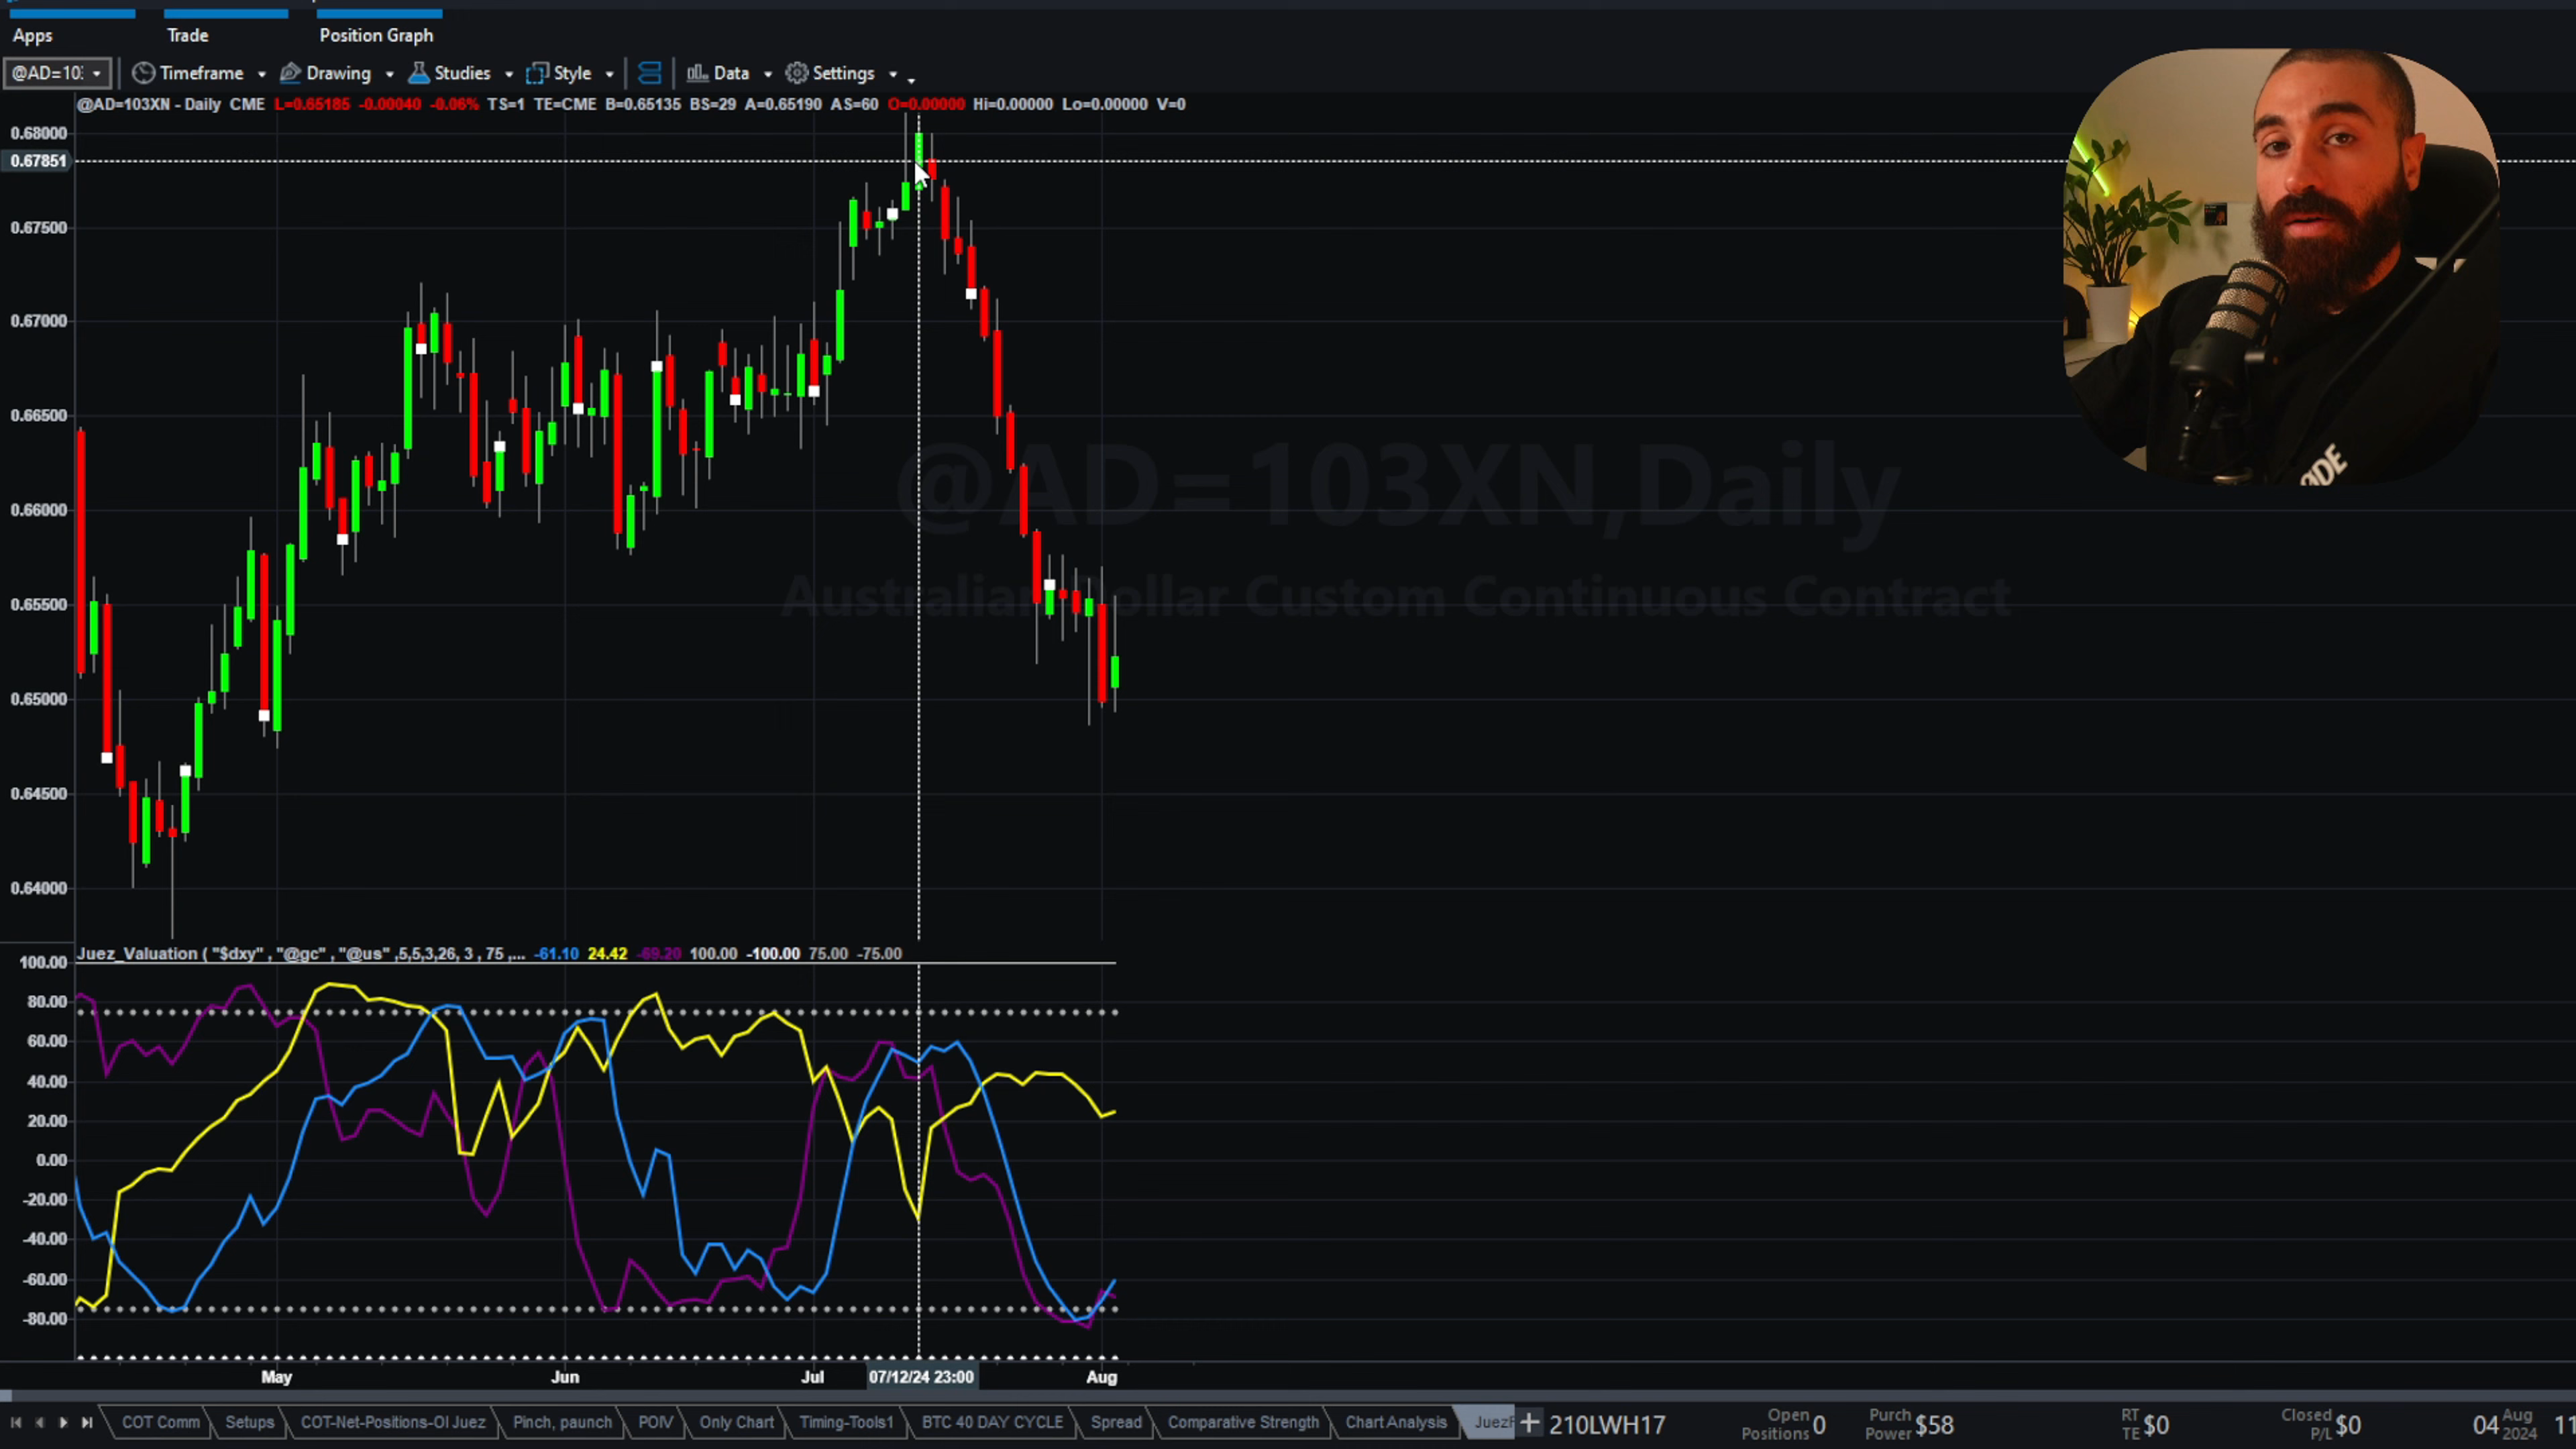 Apps Trade Position Graph
@AD=10 Timeframe Drawing Studies Style Data Settings
@AD=103XN - Daily CME L=0.65185 -0.00040 -0.06% TS=1 TE=CME B=0.65135 BS=29 A=0.65190 AS=60 O=0.00000 Hi=0.00000 Lo=0.00000 V=0
0.68000
0.67851
0.67500
0.67000
0.66500
0.66000
0.65500
0.65000
0.64500
0.64000
@AD=103XN,Daily
Australian Dollar Custom Continuous Contract
Juez_Valuation ( "$dxy" , "@gc" , "@us" ,5,5,3,26, 3 , 75 ,... -61.10 24.42 -69.20 100.00 -100.00 75.00 -75.00
100.00
80.00
60.00
40.00
20.00
0.00
-20.00
-40.00
-60.00
-80.00
May Jun Jul 07/12/24 23:00 Aug
COT Comm Setups COT-Net-Positions-OI Juez Pinch, paunch POIV Only Chart Timing-Tools1 BTC 40 DAY CYCLE Spread Comparative Strength Chart Analysis 210LWH17 Open Positions 0 Purch Power $58 RT TE $0 Closed P/L $0 04 Aug 2024